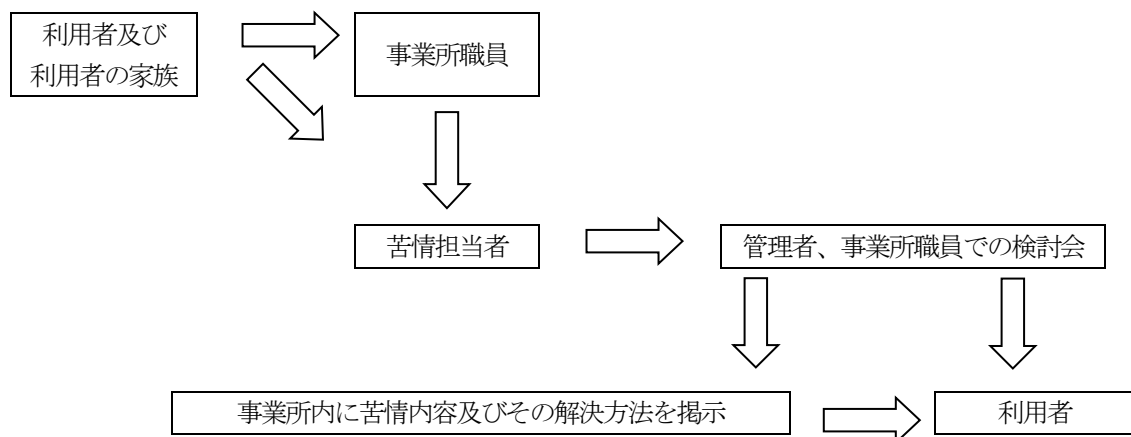 利用者及び
利用者の家族
事業所職員
苦情担当者
管理者、事業所職員での検討会
事業所内に苦情内容及びその解決方法を掲示
利用者